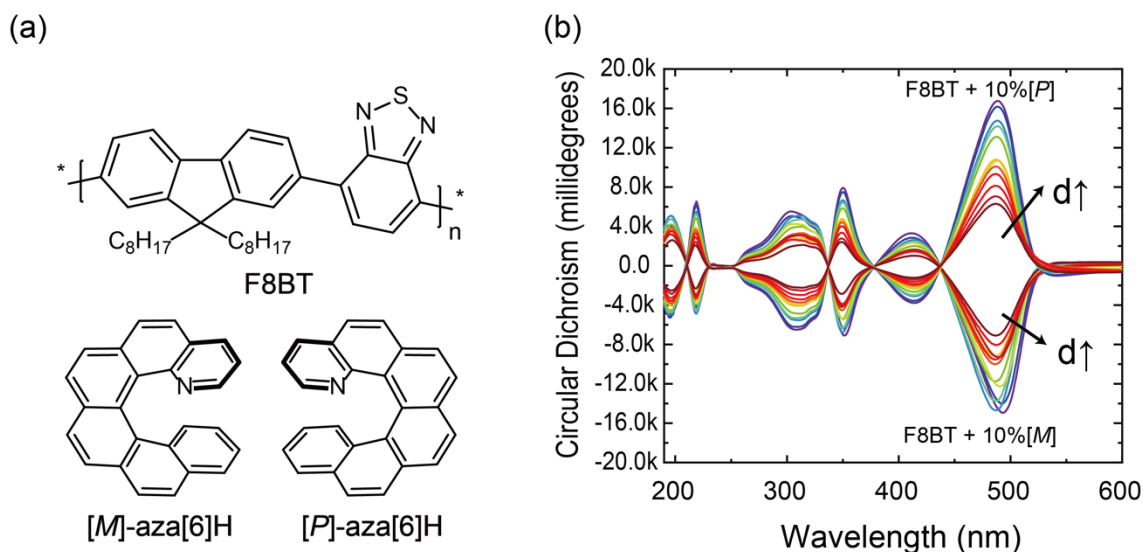 (a)
N
S
N
*
n
*
C₈H₁₇
C₈H₁₇
F8BT
N
N
[M]-aza[6]H
[P]-aza[6]H
(b)
Circular Dichroism (millidegrees)
20.0k
16.0k
12.0k
8.0k
4.0k
0.0
-4.0k
-8.0k
-12.0k
-16.0k
-20.0k
F8BT + 10%[P]
d↑
d↑
F8BT + 10%[M]
200
300
400
500
600
Wavelength (nm)